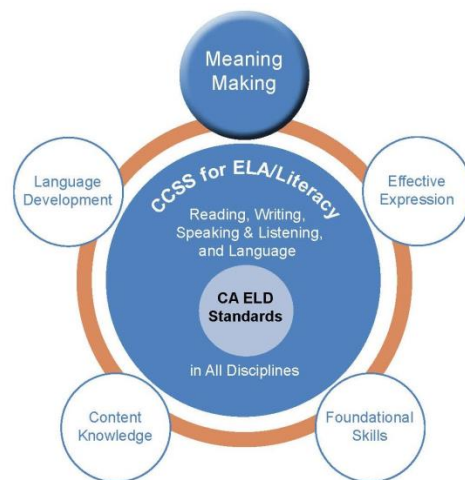 Meaning
Making
Language
Development
Effective
Expression
CCSS for ELA/Literacy
Reading, Writing,
Speaking & Listening,
and Language
CA ELD
Standards
in All Disciplines
Content
Knowledge
Foundational
Skills